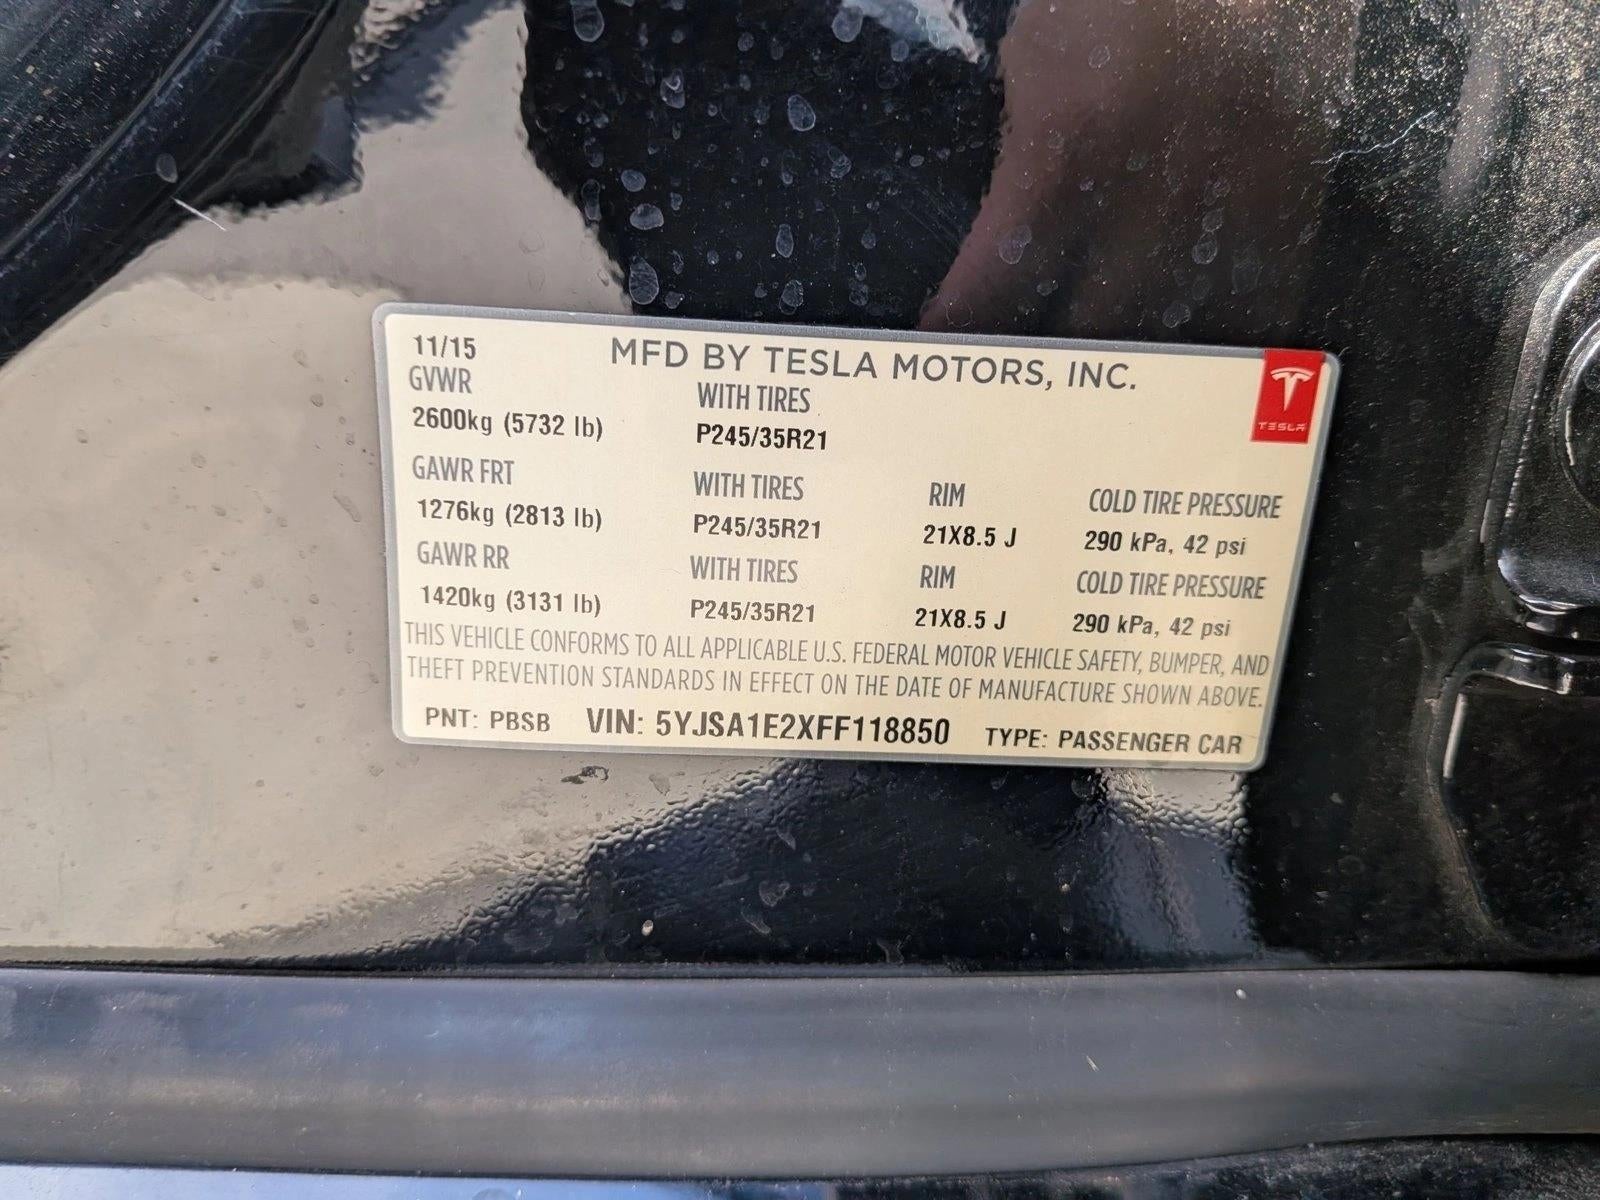 11/15 MFD BY TESLA MOTORS, INC.
GVWR WITH TIRES
2600kg (5732 lb) P245/35R21
TESLA
GAWR FRT WITH TIRES RIM COLD TIRE PRESSURE
1276kg (2813 lb) P245/35R21 21X8.5 J 290 kPa, 42 psi
GAWR RR WITH TIRES RIM COLD TIRE PRESSURE
1420kg (3131 lb) P245/35R21 21X8.5 J 290 kPa, 42 psi
THIS VEHICLE CONFORMS TO ALL APPLICABLE U.S. FEDERAL MOTOR VEHICLE SAFETY, BUMPER, AND
THEFT PREVENTION STANDARDS IN EFFECT ON THE DATE OF MANUFACTURE SHOWN ABOVE.
PNT: PBSB VIN: 5YJSA1E2XFF118850 TYPE: PASSENGER CAR